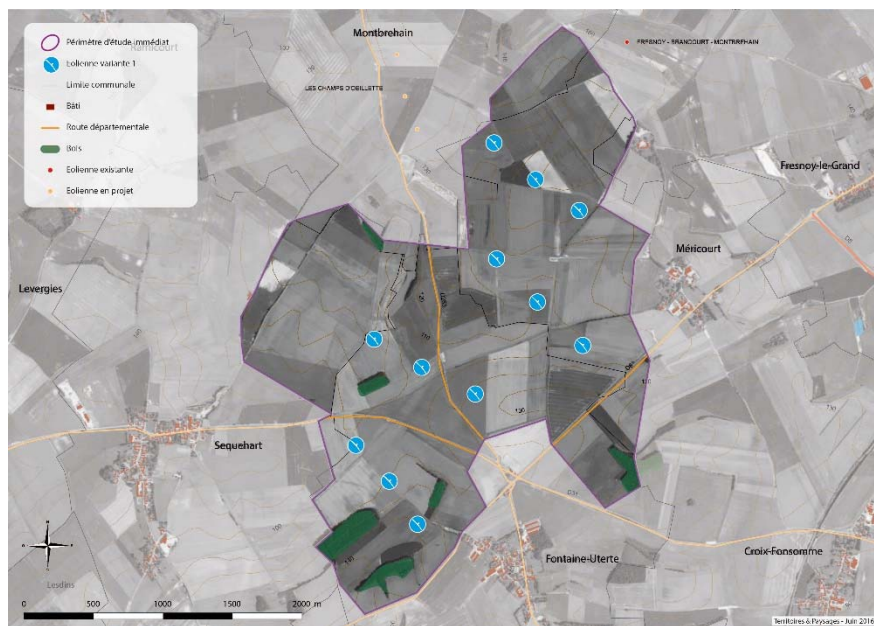 Périmètre d'étude immédiat
Ramicourt
Eolienne variante 1
Limite communale
Bâti
Route départementale
Bois
Eolienne existante
Eolienne en projet
Montbrehain
FRESNOY - BRANCOURT - MONTBREHAIN
LES CHAMPS D'OEILLETTE
Fresnoy-le-Grand
Méricourt
Levergies
Sequehart
Fontaine-Uterte
Croix-Fonsomme
Lesdins
0 500 1000 1500 2000 m
Territoires & Paysages - Juin 2016